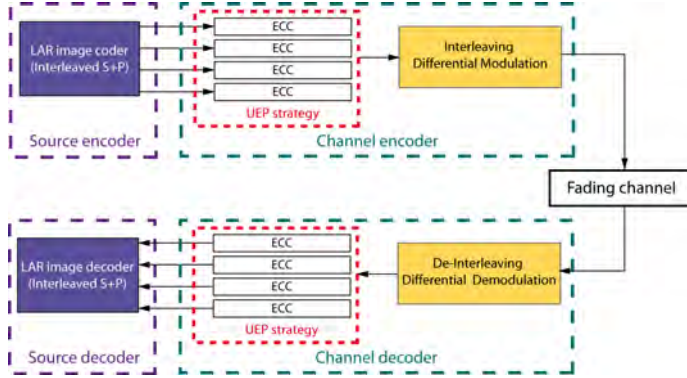 LAR image coder
(Interleaved S+P)
ECC
ECC
ECC
ECC
UEP strategy
Interleaving
Differential Modulation
Source encoder
Channel encoder
Fading channel
LAR Image decoder
(Interleaved S+P)
ECC
ECC
ECC
ECC
UEP strategy
De-Interleaving
Differential Demodulation
Source decoder
Channel decoder